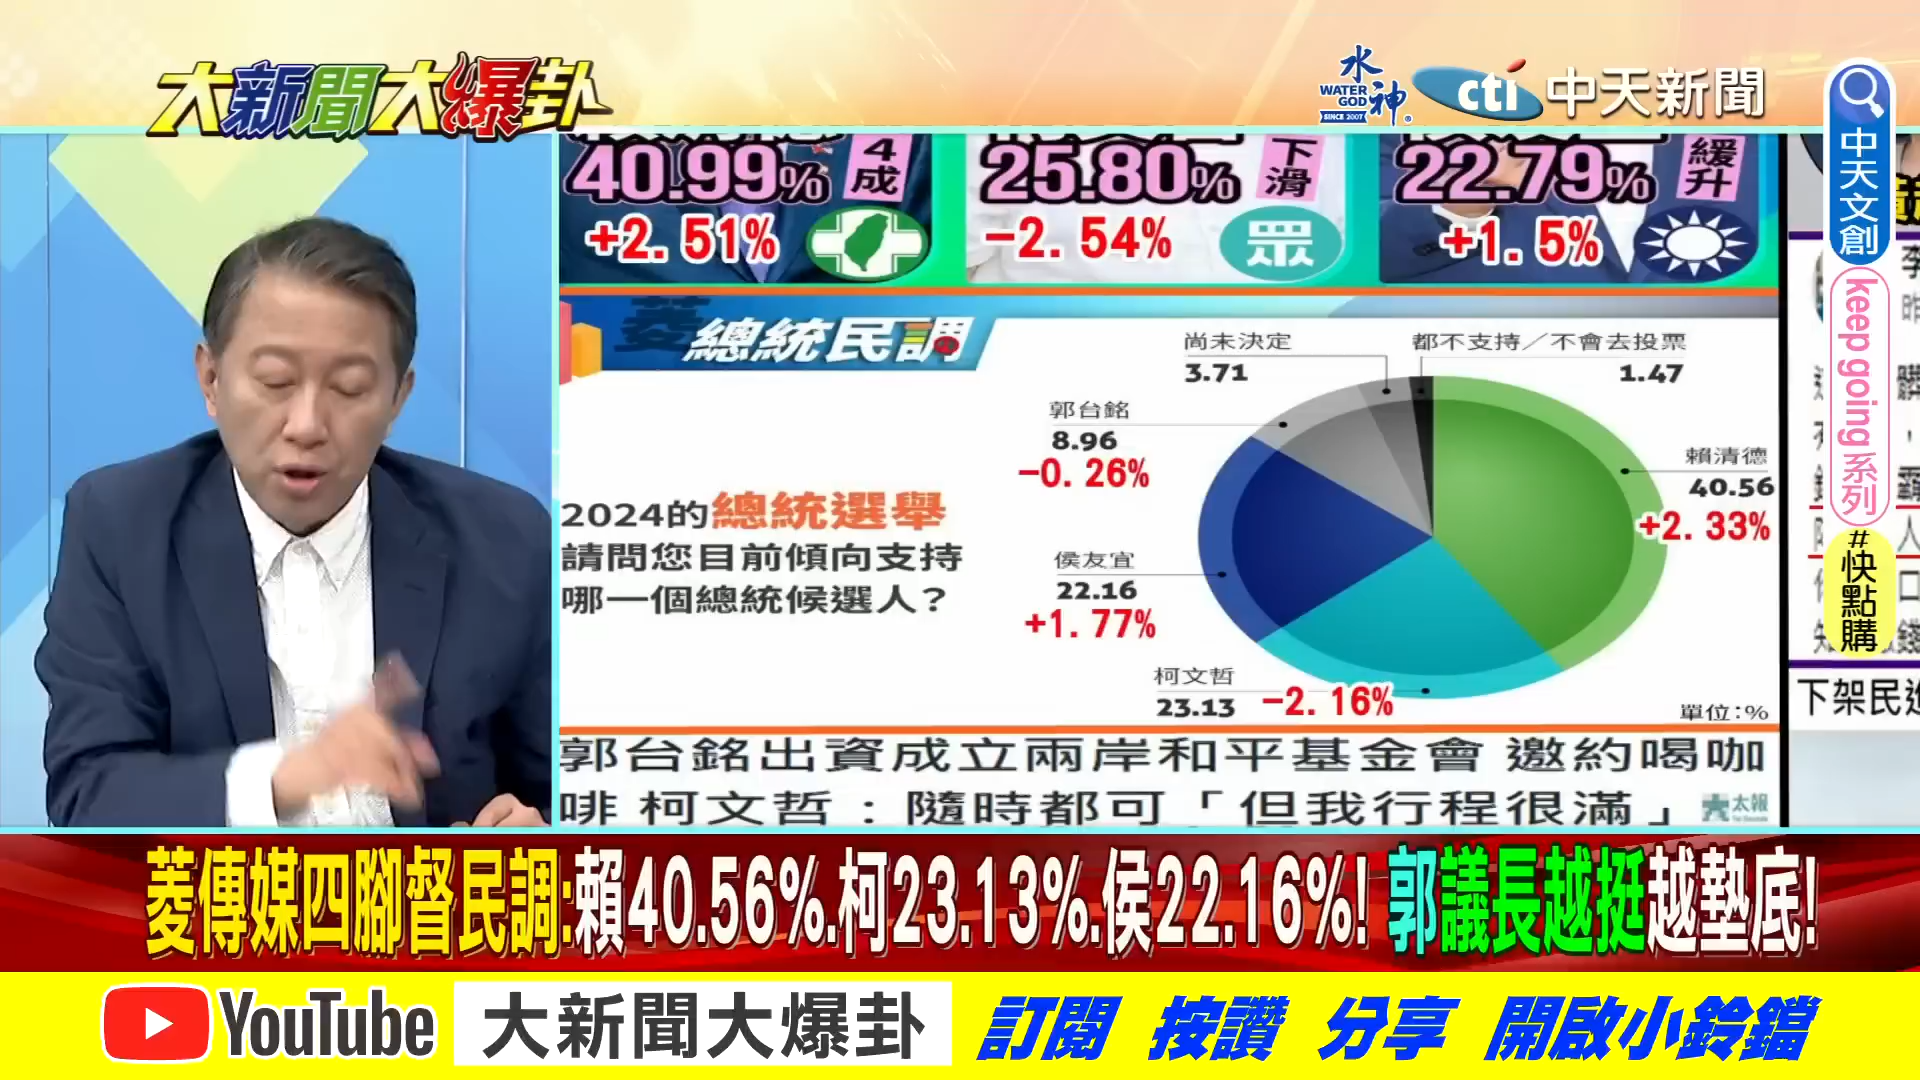 大新聞大爆卦
水神
WATER GOD
SINCE 2007
cti 中天新聞
40.99% 4成
+2.51%
25.80% 下滑
-2.54%
眾
22.79% 緩升
+1.5%
總統民調
尚未決定
3.71
都不支持／不會去投票
1.47
郭台銘
8.96
-0.26%
賴清德
40.56
+2.33%
2024的總統選舉
請問您目前傾向支持
哪一個總統候選人?
侯友宜
22.16
+1.77%
柯文哲
23.13
-2.16%
單位:%
郭台銘出資成立兩岸和平基金會 邀約喝咖
啡 柯文哲：隨時都可「但我行程很滿」
太報
中天文創
keep going系列
#快點購
下架民進
菱傳媒四腳督民調:賴40.56%.柯23.13%.侯22.16%! 郭議長越挺越墊底!
YouTube 大新聞大爆卦 訂閱 按讚 分享 開啟小鈴鐺